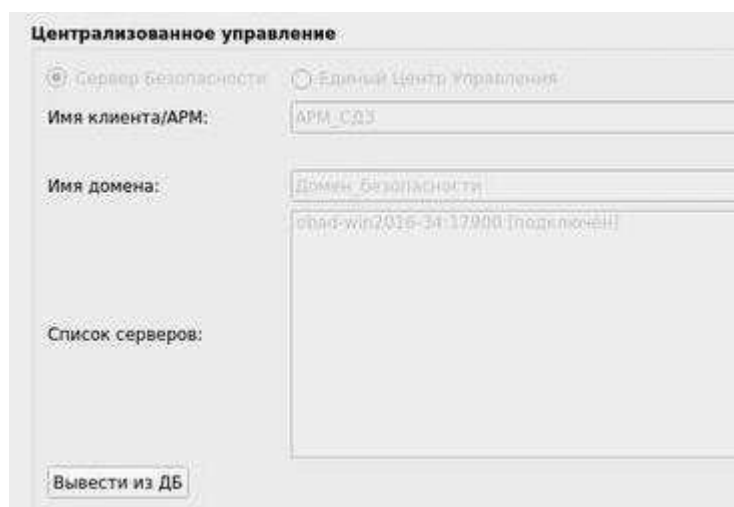 Централизованное управление
Сервер Безопасности Единый Центр Управления
Имя клиента/АРМ: АРМ_СДЗ
Имя домена: Домен_безопасности
obad-win2016-34:17900 [подключён]
Список серверов:
Вывести из ДБ